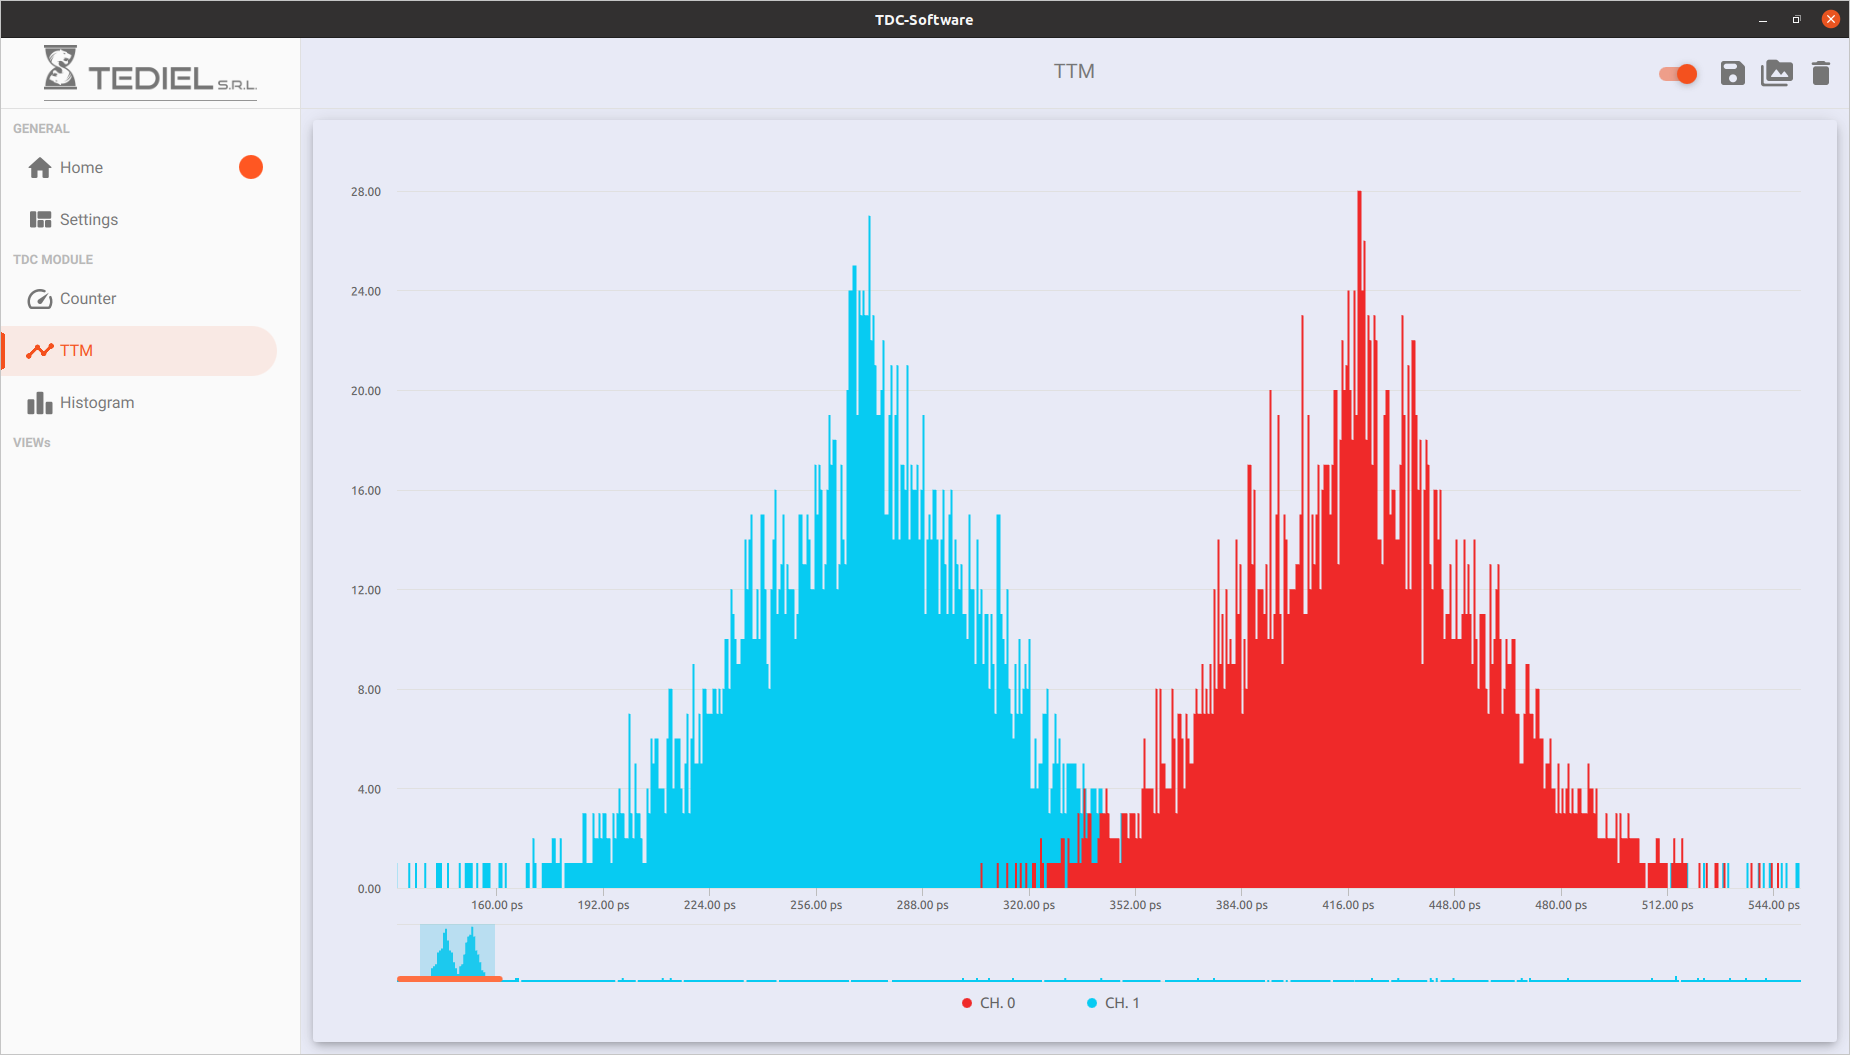 TDC-Software
TEDIEL S.R.L.
TTM
GENERAL
Home
Settings
TDC MODULE
Counter
TTM
Histogram
VIEWs
28.00
24.00
20.00
16.00
12.00
8.00
4.00
0.00
160.00 ps 192.00 ps 224.00 ps 256.00 ps 288.00 ps 320.00 ps 352.00 ps 384.00 ps 416.00 ps 448.00 ps 480.00 ps 512.00 ps 544.00 ps
CH. 0 CH. 1